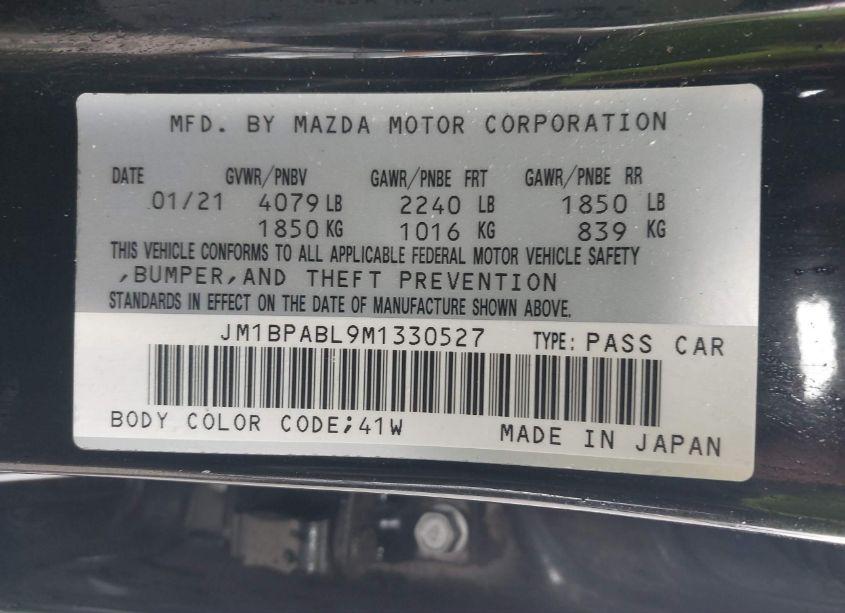 MFD. BY MAZDA MOTOR CORPORATION
DATE GVWR/PNBV GAWR/PNBE FRT GAWR/PNBE RR
01/21 4079 LB 2240 LB 1850 LB
1850 KG 1016 KG 839 KG
THIS VEHICLE CONFORMS TO ALL APPLICABLE FEDERAL MOTOR VEHICLE SAFETY
,BUMPER,AND THEFT PREVENTION
STANDARDS IN EFFECT ON THE DATE OF MANUFACTURE SHOWN ABOVE.
JM1BPABL9M1330527 TYPE: PASS CAR
BODY COLOR CODE;41W MADE IN JAPAN